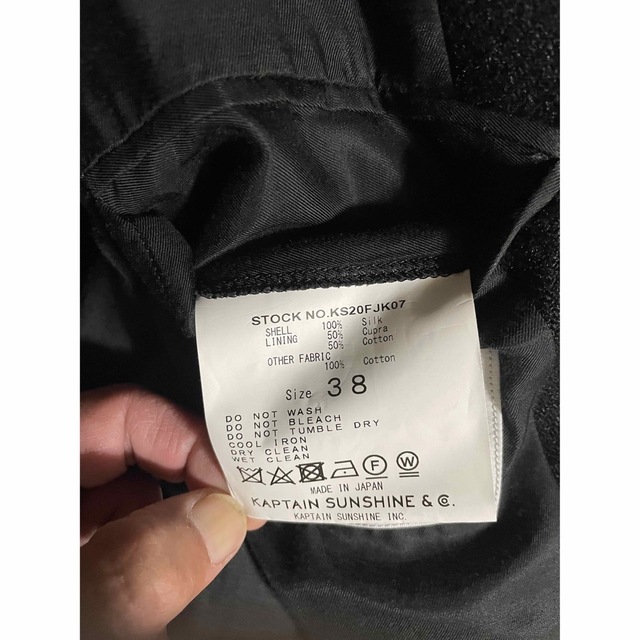 STOCK NO.KS20FJK07
SHELL 100% Silk
LINING 50% Cupra
50% Cotton
OTHER FABRIC
100% Cotton
Size 38
DO NOT WASH
DO NOT BLEACH
DO NOT TUMBLE DRY
COOL IRON
DRY CLEAN
WET CLEAN
F W
MADE IN JAPAN
KAPTAIN SUNSHINE & Co.
KAPTAIN SUNSHINE INC.